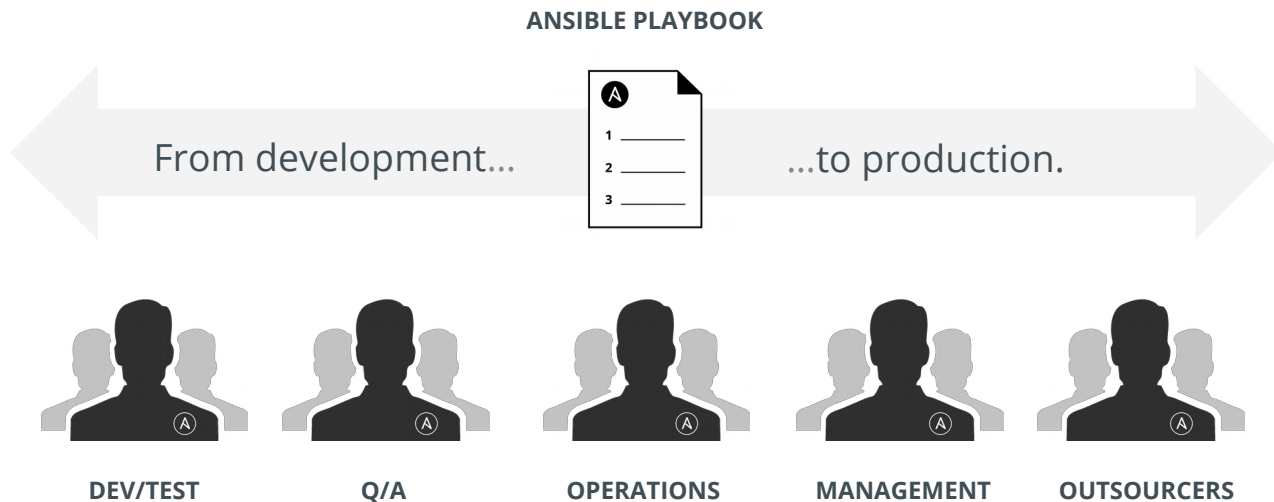 ANSIBLE PLAYBOOK
From development...
...to production.
1
2
3
DEV/TEST
Q/A
OPERATIONS
MANAGEMENT
OUTSOURCERS